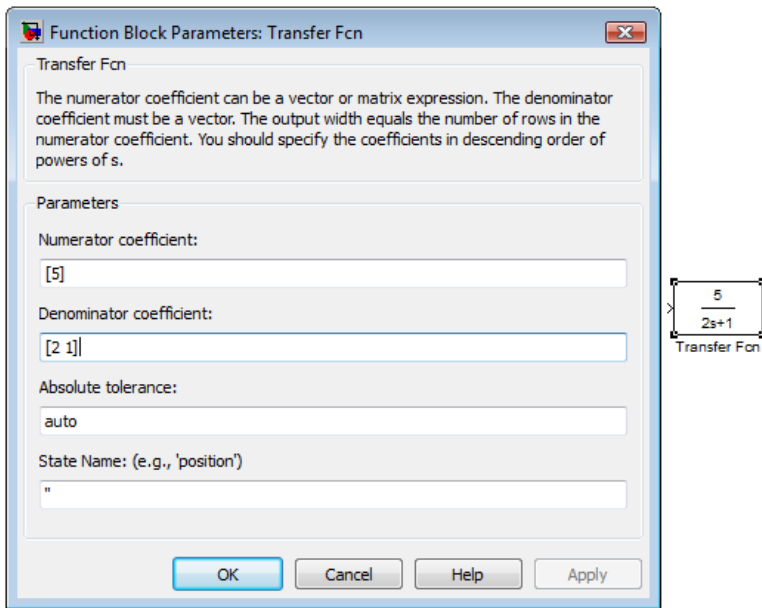 Function Block Parameters: Transfer Fcn
Transfer Fcn
The numerator coefficient can be a vector or matrix expression. The denominator
coefficient must be a vector. The output width equals the number of rows in the
numerator coefficient. You should specify the coefficients in descending order of
powers of s.
Parameters
Numerator coefficient:
[5]
Denominator coefficient:
[2 1]
Absolute tolerance:
auto
State Name: (e.g., 'position')
''
OK Cancel Help Apply
5
2s+1
Transfer Fcn